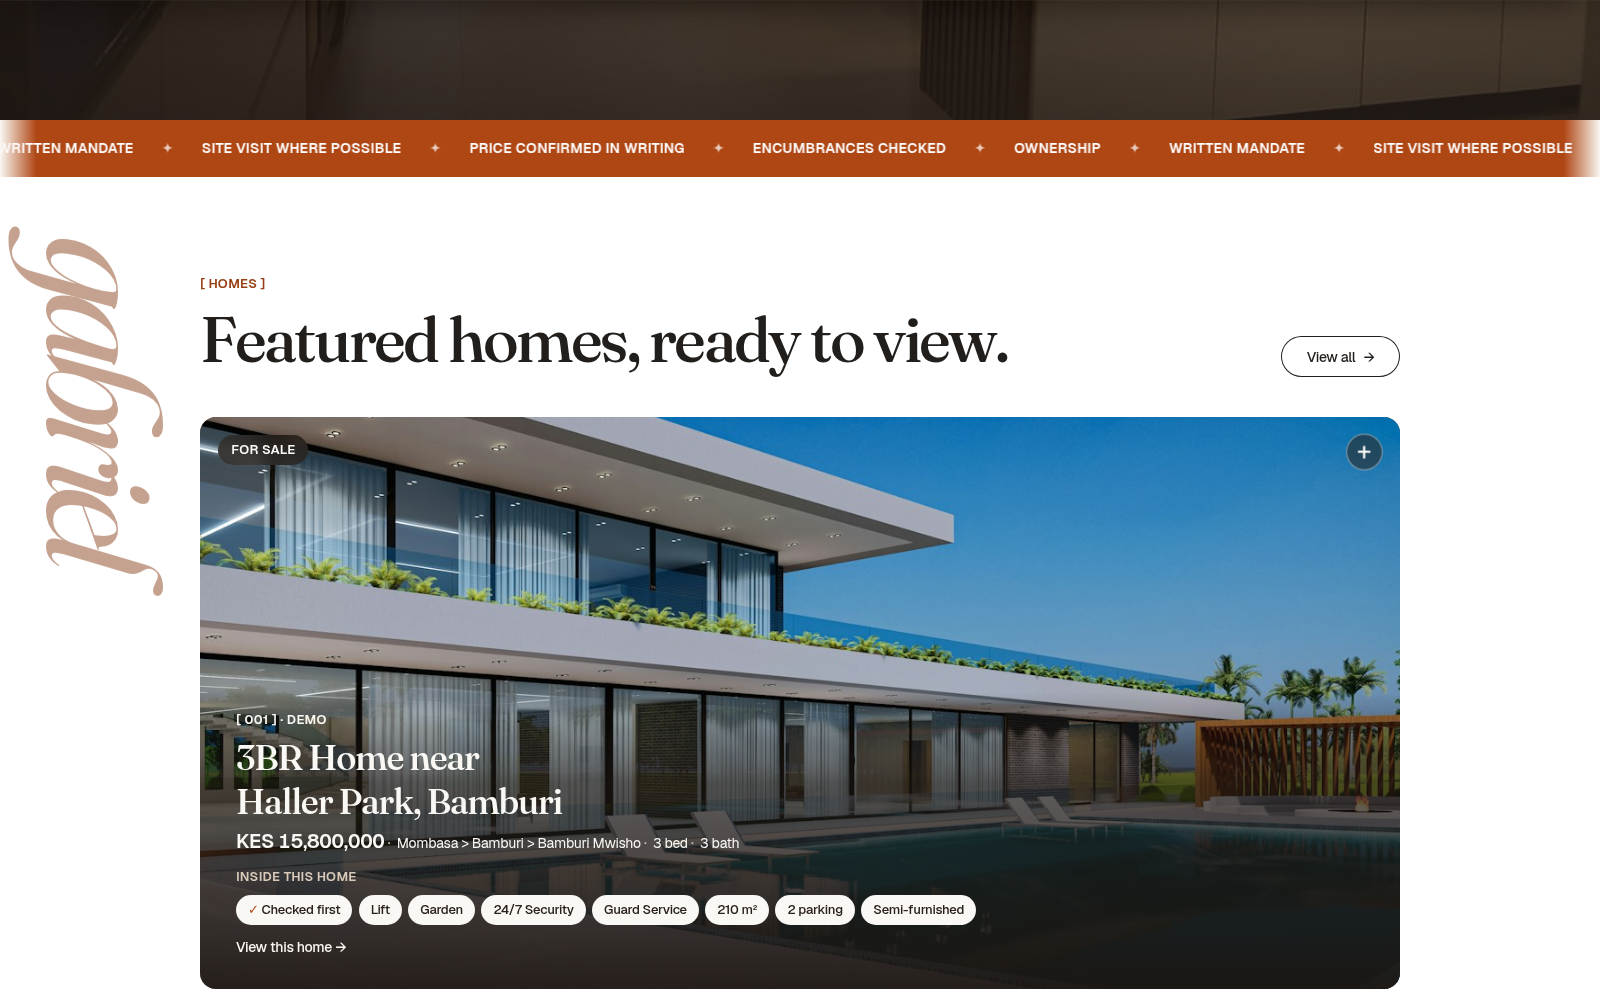 WRITTEN MANDATE ✦ SITE VISIT WHERE POSSIBLE ✦ PRICE CONFIRMED IN WRITING ✦ ENCUMBRANCES CHECKED ✦ OWNERSHIP ✦ WRITTEN MANDATE ✦ SITE VISIT WHERE POSSIBLE
gabriel
[ HOMES ]
Featured homes, ready to view.
View all →
FOR SALE
[ 001 ] · DEMO
3BR Home near
Haller Park, Bamburi
KES 15,800,000 · Mombasa > Bamburi > Bamburi Mwisho · 3 bed · 3 bath
INSIDE THIS HOME
✓ Checked first Lift Garden 24/7 Security Guard Service 210 m² 2 parking Semi-furnished
View this home →